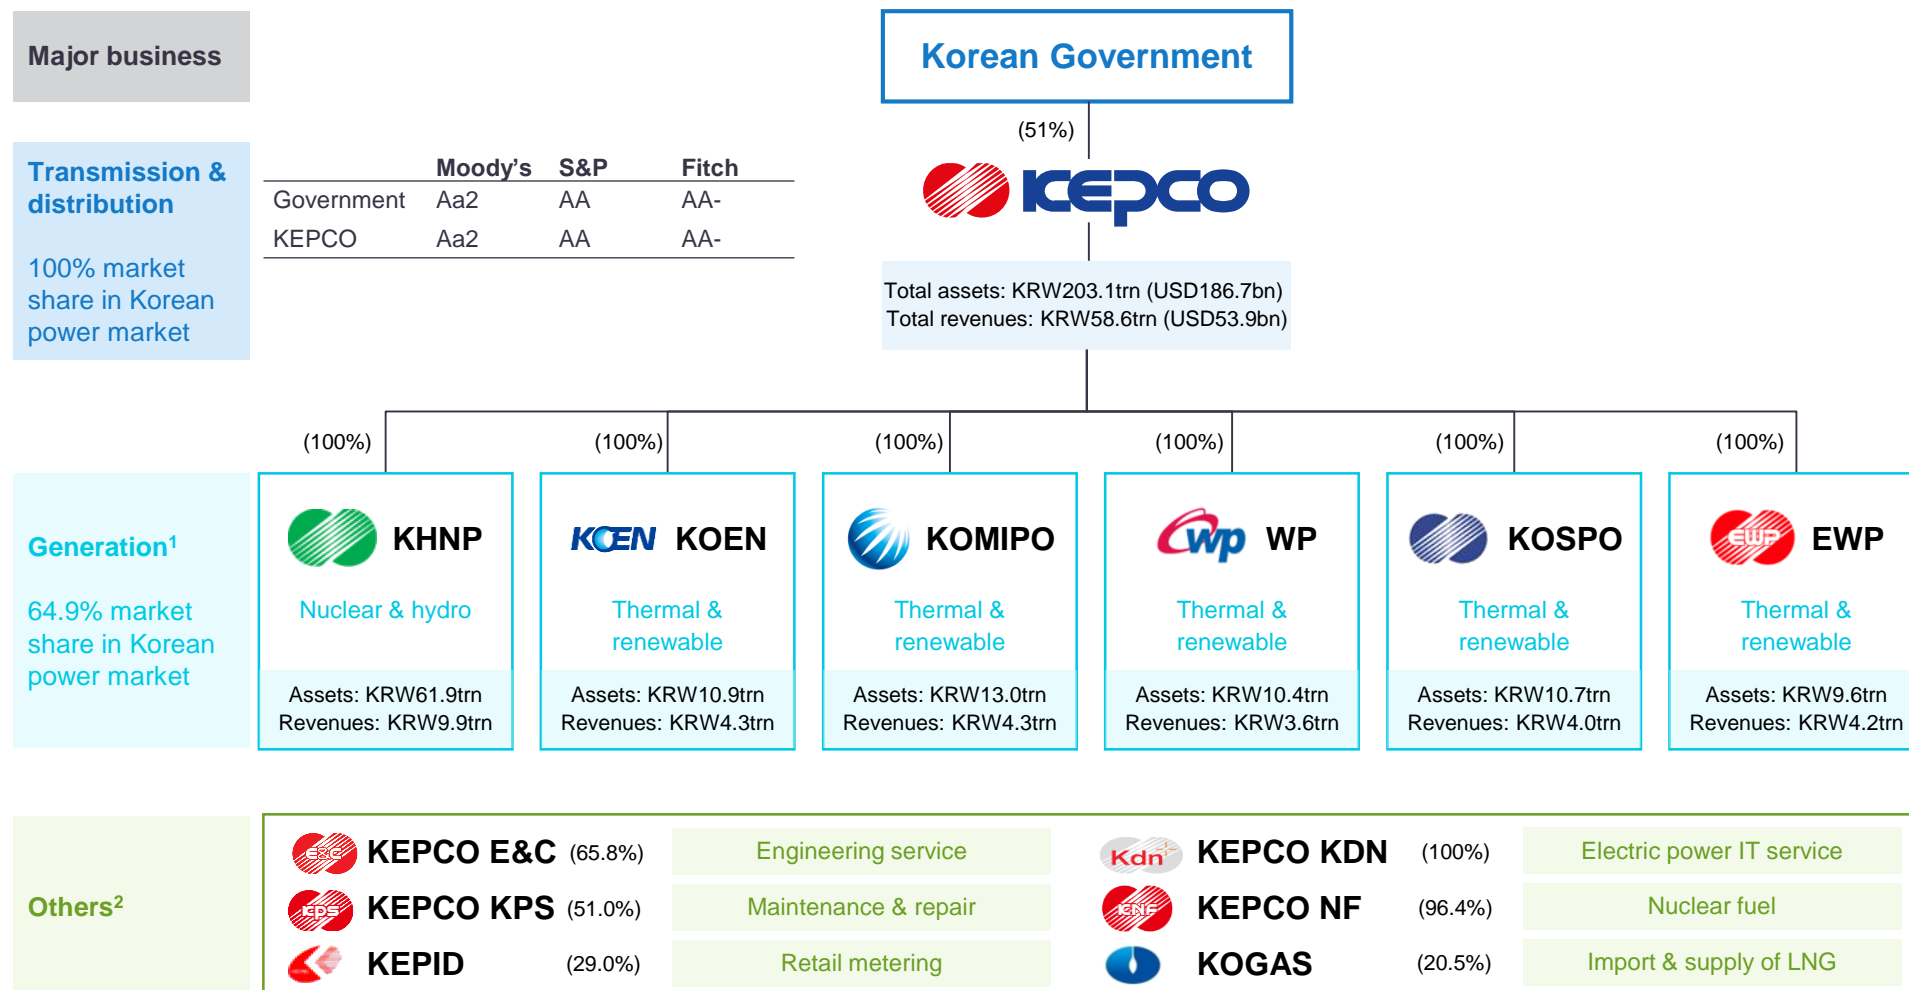 Major business
Korean Government
(51%)
Transmission &
distribution
100% market
share in Korean
power market
Moody's S&P Fitch
Government Aa2 AA AA-
KEPCO Aa2 AA AA-
KEPCO
Total assets: KRW203.1trn (USD186.7bn)
Total revenues: KRW58.6trn (USD53.9bn)
(100%) (100%) (100%) (100%) (100%) (100%)
Generation1
64.9% market
share in Korean
power market
KHNP
Nuclear & hydro
Assets: KRW61.9trn
Revenues: KRW9.9trn
KOEN KOEN
Thermal &
renewable
Assets: KRW10.9trn
Revenues: KRW4.3trn
KOMIPO
Thermal &
renewable
Assets: KRW13.0trn
Revenues: KRW4.3trn
wp WP
Thermal &
renewable
Assets: KRW10.4trn
Revenues: KRW3.6trn
KOSPO
Thermal &
renewable
Assets: KRW10.7trn
Revenues: KRW4.0trn
EWP EWP
Thermal &
renewable
Assets: KRW9.6trn
Revenues: KRW4.2trn
Others2
E&C KEPCO E&C (65.8%) Engineering service
KPS KEPCO KPS (51.0%) Maintenance & repair
KEPID (29.0%) Retail metering
Kdn KEPCO KDN (100%) Electric power IT service
KNF KEPCO NF (96.4%) Nuclear fuel
KOGAS (20.5%) Import & supply of LNG